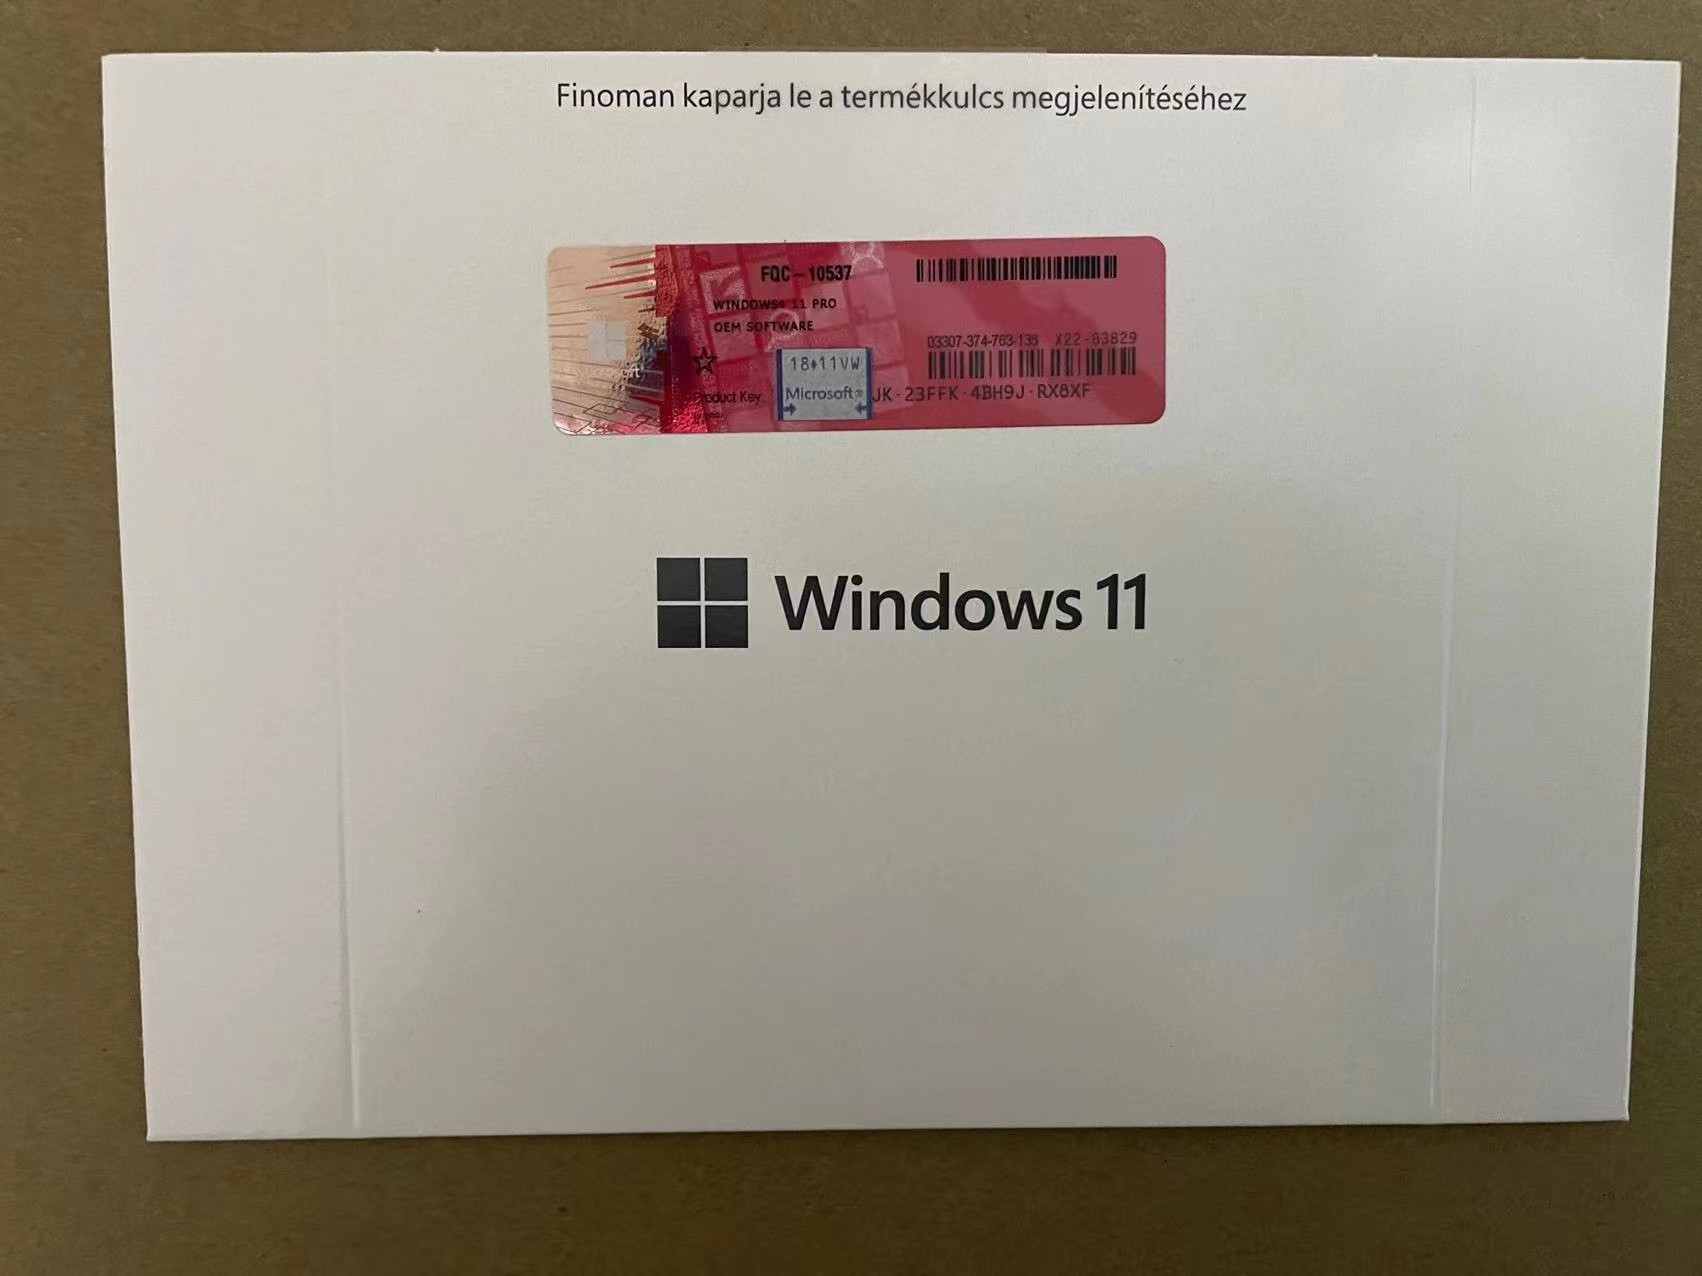 Finoman kaparja le a termékkulcs megjelenítéséhez
FQC-10537
WINDOWS® 11 PRO
OEM SOFTWARE
03307-374-763-135 X22-83829
18♦11VW
Product Key:
Microsoft®
JK-23FFK-4BH9J-RX8XF
Windows 11